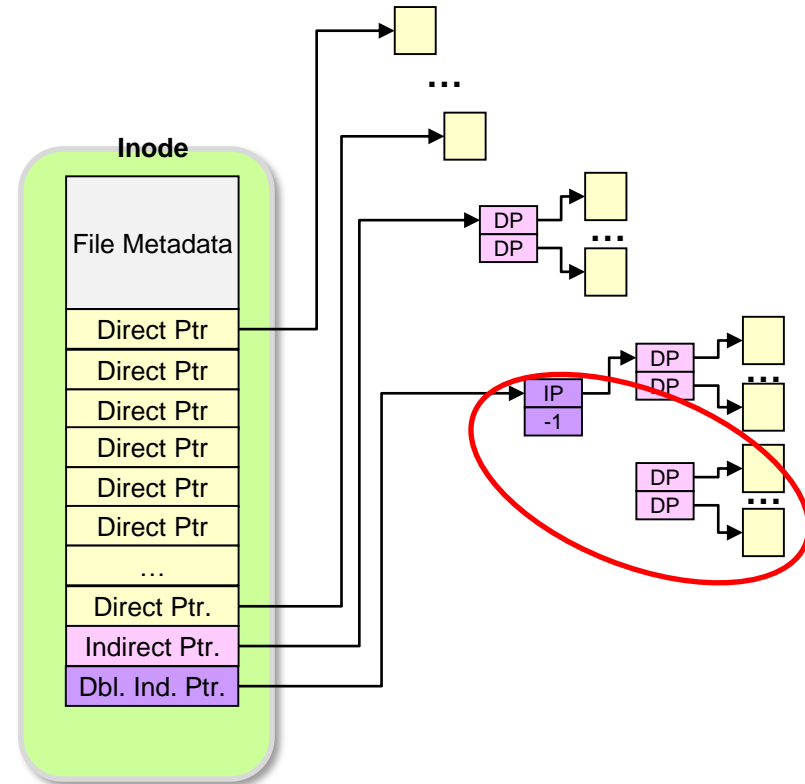 ...
Inode
File Metadata
Direct Ptr
Direct Ptr
Direct Ptr
Direct Ptr
Direct Ptr
Direct Ptr
...
Direct Ptr.
Indirect Ptr.
Dbl. Ind. Ptr.
DP
DP
...
IP
-1
DP
DP
...
DP
DP
...